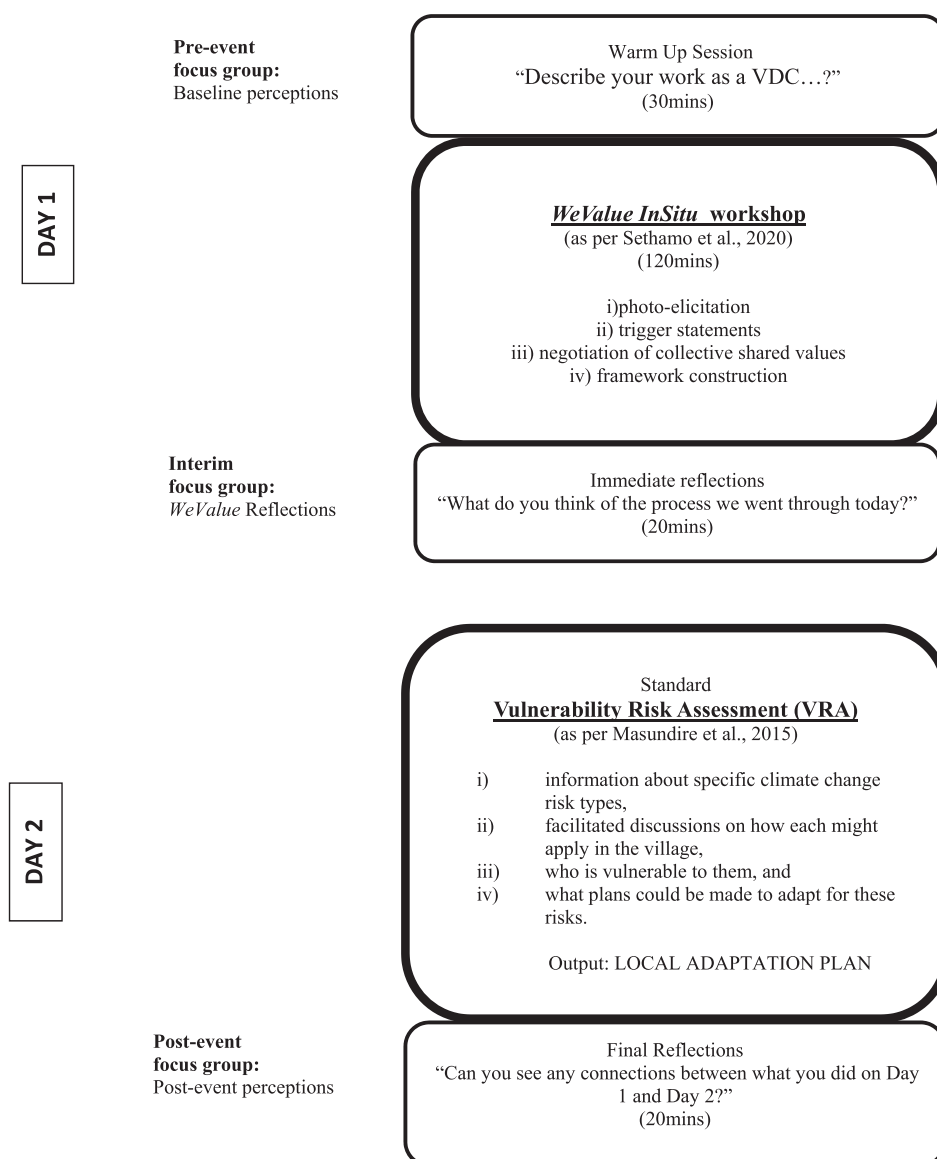 Pre-event
focus group:
Baseline perceptions
Warm Up Session
“Describe your work as a VDC…?”
(30mins)
DAY 1
WeValue InSitu workshop
(as per Sethamo et al., 2020)
(120mins)
i)photo-elicitation
ii) trigger statements
iii) negotiation of collective shared values
iv) framework construction
Interim
focus group:
WeValue Reflections
Immediate reflections
“What do you think of the process we went through today?”
(20mins)
Standard
Vulnerability Risk Assessment (VRA)
(as per Masundire et al., 2015)
i) information about specific climate change
risk types,
ii) facilitated discussions on how each might
apply in the village,
iii) who is vulnerable to them, and
iv) what plans could be made to adapt for these
risks.
Output: LOCAL ADAPTATION PLAN
DAY 2
Post-event
focus group:
Post-event perceptions
Final Reflections
“Can you see any connections between what you did on Day
1 and Day 2?”
(20mins)